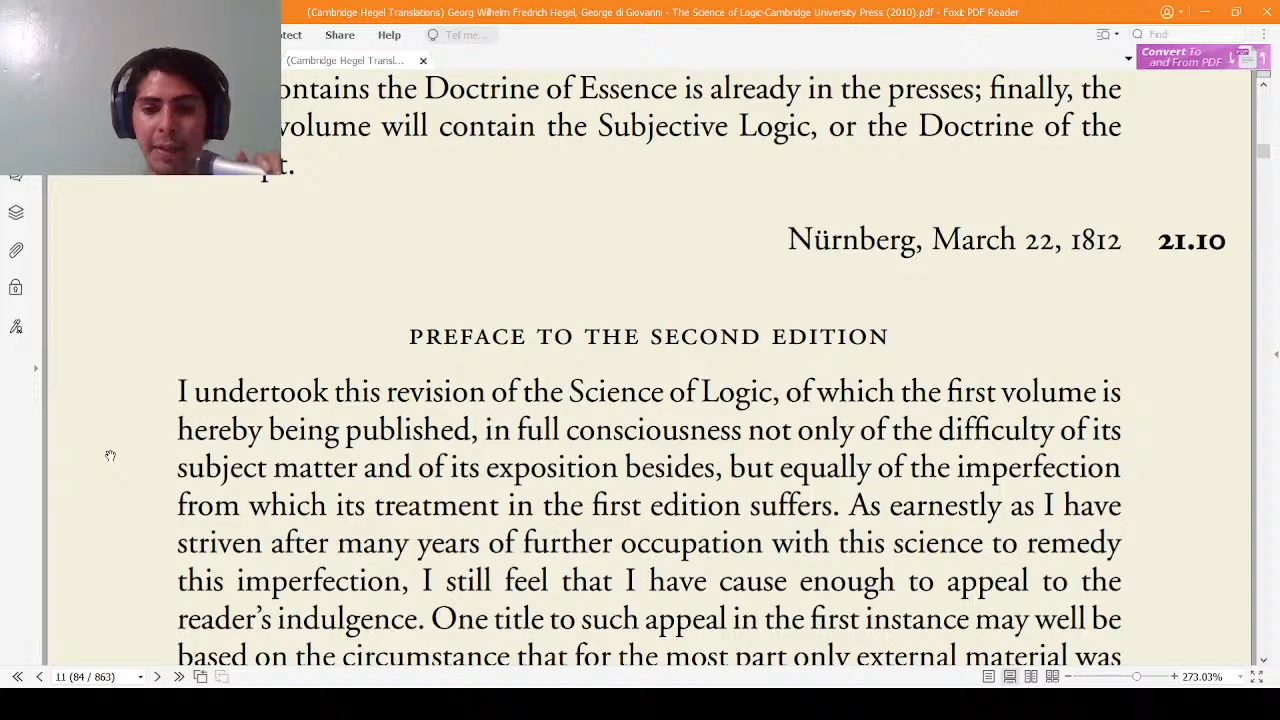 (Cambridge Hegel Translations) Georg Wilhelm Fredrich Hegel, George di Giovanni - The Science of Logic-Cambridge University Press (2010).pdf - Foxit PDF Reader
Share Help Tell me... Find
(Cambridge Hegel Transl...
Convert To
and From PDF
contains the Doctrine of Essence is already in the presses; finally, the
volume will contain the Subjective Logic, or the Doctrine of the
Nürnberg, March 22, 1812 21.10
PREFACE TO THE SECOND EDITION
I undertook this revision of the Science of Logic, of which the first volume is
hereby being published, in full consciousness not only of the difficulty of its
subject matter and of its exposition besides, but equally of the imperfection
from which its treatment in the first edition suffers. As earnestly as I have
striven after many years of further occupation with this science to remedy
this imperfection, I still feel that I have cause enough to appeal to the
reader's indulgence. One title to such appeal in the first instance may well be
based on the circumstance that for the most part only external material was
11 (84 / 863) 273.03%